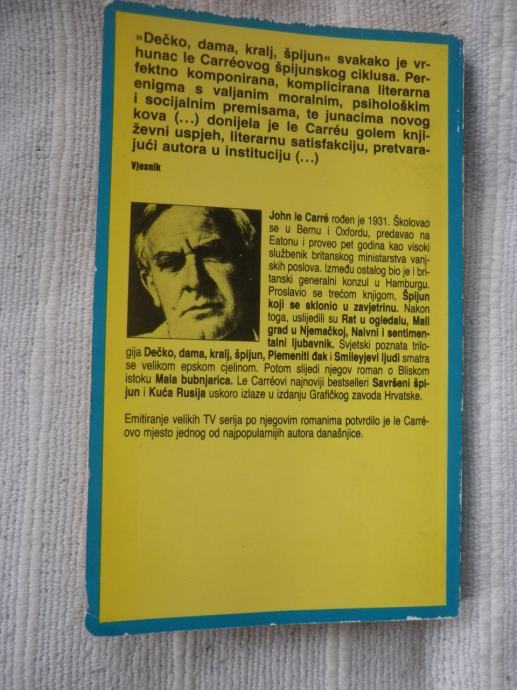 »Dečko, dama, kralj, špijun« svakako je vr-
hunac le Carréovog špijunskog ciklusa. Per-
fektno komponirana, komplicirana literarna
enigma s valjanim moralnim, psihološkim
i socijalnim premisama, te junacima novog
kova (...) donijela je le Carréu golem knji-
ževni uspjeh, literarnu satisfakciju, pretvara-
jući autora u instituciju (...)
Vjesnik
John le Carré rođen je 1931. Školovao
se u Bernu i Oxfordu, predavao na
Eatonu i proveo pet godina kao visoki
službenik britanskog ministarstva vanj-
skih poslova. Između ostalog bio je i bri-
tanski generalni konzul u Hamburgu.
Proslavio se trećom knjigom, Špijun
koji se sklonio u zavjetrinu. Nakon
toga, uslijedili su Rat u ogledalu, Mali
grad u Njemačkoj, Naivni i sentimen-
talni ljubavnik. Svjetski poznata trilo-
gija Dečko, dama, kralj, špijun, Plemeniti đak i Smileyjevi ljudi smatra
se velikom epskom cjelinom. Potom slijedi njegov roman o Bliskom
istoku Mala bubnjarica. Le Carréovi najnoviji bestselleri Savršeni špi-
jun i Kuća Rusija uskoro izlaze u izdanju Grafičkog zavoda Hrvatske.
Emitiranje velikih TV serija po njegovim romanima potvrdilo je le Carré-
ovo mjesto jednog od najpopularnijih autora današnjice.